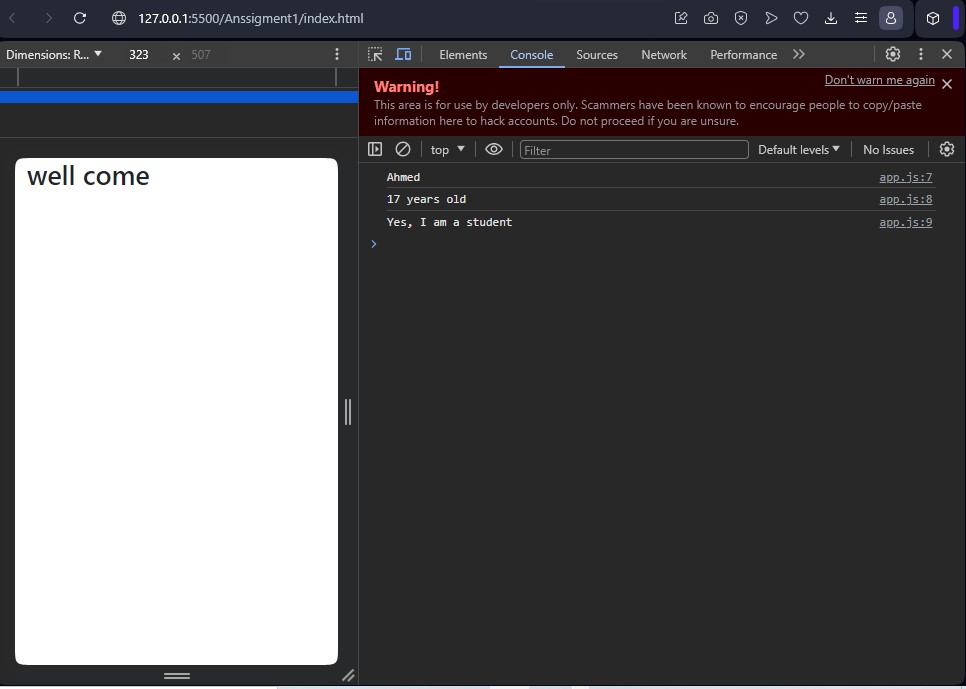 127.0.0.1:5500/Anssigment1/index.html
Dimensions: R... 323 × 507
Elements Console Sources Network Performance
Warning! Don't warn me again
This area is for use by developers only. Scammers have been known to encourage people to copy/paste
information here to hack accounts. Do not proceed if you are unsure.
top Filter Default levels No Issues
well come
Ahmed app.js:7
17 years old app.js:8
Yes, I am a student app.js:9